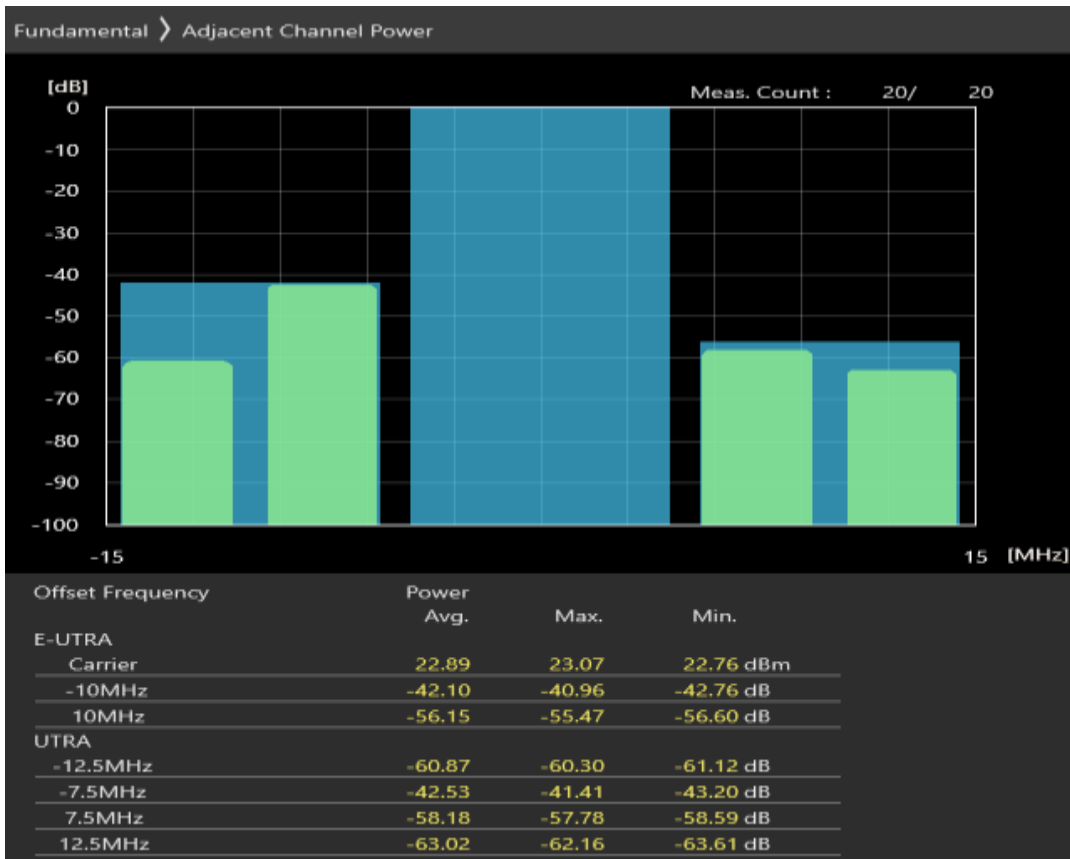 Fundamental 〉 Adjacent Channel Power
[dB]
Meas. Count : 20/ 20
0
-10
-20
-30
-40
-50
-60
-70
-80
-90
-100
-15 15 [MHz]
Offset Frequency Power
Avg. Max. Min.
E-UTRA
Carrier 22.89 23.07 22.76 dBm
-10MHz -42.10 -40.96 -42.76 dB
10MHz -56.15 -55.47 -56.60 dB
UTRA
-12.5MHz -60.87 -60.30 -61.12 dB
-7.5MHz -42.53 -41.41 -43.20 dB
7.5MHz -58.18 -57.78 -58.59 dB
12.5MHz -63.02 -62.16 -63.61 dB